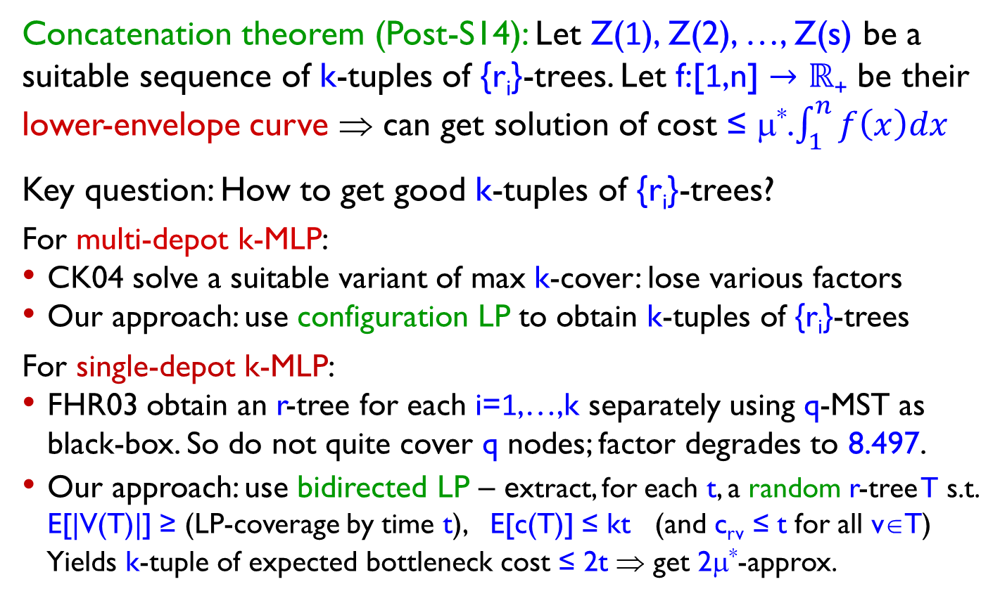 Concatenation theorem (Post-S14): Let Z(1), Z(2), …, Z(s) be a
suitable sequence of k-tuples of {rᵢ}-trees. Let f:[1,n] → ℝ₊ be their
lower-envelope curve ⇒ can get solution of cost ≤ μ*.∫₁ⁿ f(x)dx
Key question: How to get good k-tuples of {rᵢ}-trees?
For multi-depot k-MLP:
• CK04 solve a suitable variant of max k-cover: lose various factors
• Our approach: use configuration LP to obtain k-tuples of {rᵢ}-trees
For single-depot k-MLP:
• FHR03 obtain an r-tree for each i=1,…,k separately using q-MST as
black-box. So do not quite cover q nodes; factor degrades to 8.497.
• Our approach: use bidirected LP – extract, for each t, a random r-tree T s.t.
E[|V(T)|] ≥ (LP-coverage by time t), E[c(T)] ≤ kt (and cᵣᵥ ≤ t for all v∈T)
Yields k-tuple of expected bottleneck cost ≤ 2t ⇒ get 2μ*-approx.